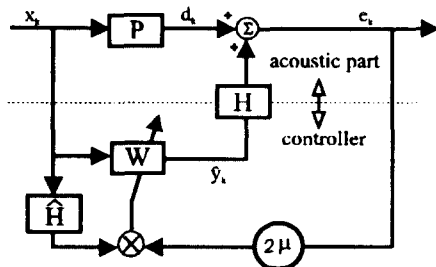 x_k P d_k + Σ e_k
+
acoustic part
H
controller
W
ŷ_k
Ĥ
2μ